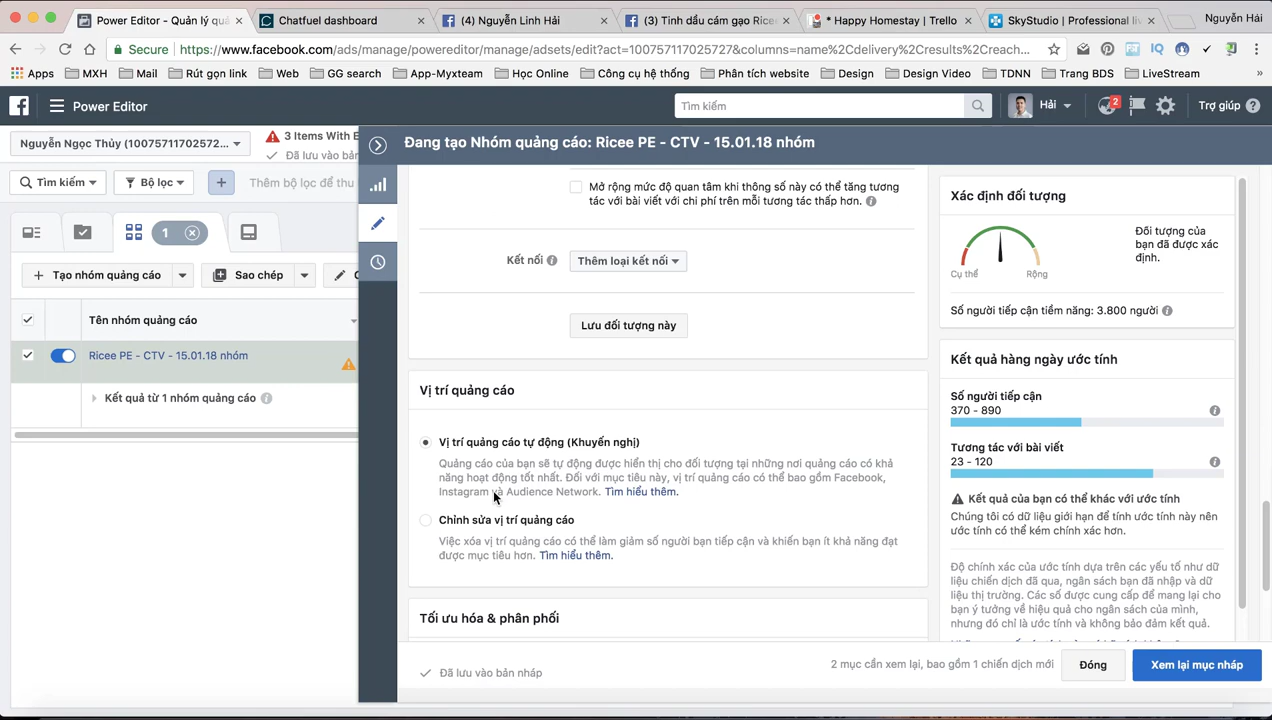 Power Editor - Quản lý quả
Chatfuel dashboard
(4) Nguyễn Linh Hải
(3) Tinh dầu cám gạo Rice
* Happy Homestay | Trello
SkyStudio | Professional liv
Nguyễn Hải
Secure
https://www.facebook.com/ads/manage/powereditor/manage/adsets/edit?act=100757117025727&columns=name%2Cdelivery%2Cresults%2Creach...
Apps
MXH
Mail
Rút gọn link
Web
GG search
App-Myxteam
Học Online
Công cụ hệ thống
Phân tích website
Design
Design Video
TDNN
Trang BDS
LiveStream
»
Power Editor
Tìm kiếm
Hải
2
Trợ giúp
Nguyễn Ngọc Thủy (10075711702572...
3 Items With E
Đã lưu vào bản
Tìm kiếm
Bộ lọc
Thêm bộ lọc để thu
1
Tạo nhóm quảng cáo
Sao chép
Tên nhóm quảng cáo
Ricee PE - CTV - 15.01.18 nhóm
Kết quả từ 1 nhóm quảng cáo
Đang tạo Nhóm quảng cáo: Ricee PE - CTV - 15.01.18 nhóm
Mở rộng mức độ quan tâm khi thông số này có thể tăng tương
tác với bài viết với chi phí trên mỗi tương tác thấp hơn.
Kết nối
Thêm loại kết nối
Lưu đối tượng này
Vị trí quảng cáo
Vị trí quảng cáo tự động (Khuyến nghị)
Quảng cáo của bạn sẽ tự động được hiển thị cho đối tượng tại những nơi quảng cáo có khả
năng hoạt động tốt nhất. Đối với mục tiêu này, vị trí quảng cáo có thể bao gồm Facebook,
Instagram và Audience Network. Tìm hiểu thêm.
Chỉnh sửa vị trí quảng cáo
Việc xóa vị trí quảng cáo có thể làm giảm số người bạn tiếp cận và khiến bạn ít khả năng đạt
được mục tiêu hơn. Tìm hiểu thêm.
Tối ưu hóa & phân phối
Xác định đối tượng
Cụ thể
Rộng
Đối tượng của
bạn đã được xác
định.
Số người tiếp cận tiềm năng: 3.800 người
Kết quả hàng ngày ước tính
Số người tiếp cận
370 - 890
Tương tác với bài viết
23 - 120
Kết quả của bạn có thể khác với ước tính
Chúng tôi có dữ liệu giới hạn để tính ước tính này nên
ước tính có thể kém chính xác hơn.
Độ chính xác của ước tính dựa trên các yếu tố như dữ
liệu chiến dịch đã qua, ngân sách bạn đã nhập và dữ
liệu thị trường. Các số được cung cấp để mang lại cho
bạn ý tưởng về hiệu quả cho ngân sách của mình,
nhưng đó chỉ là ước tính và không bảo đảm kết quả.
Đã lưu vào bản nháp
2 mục cần xem lại, bao gồm 1 chiến dịch mới
Đóng
Xem lại mục nháp